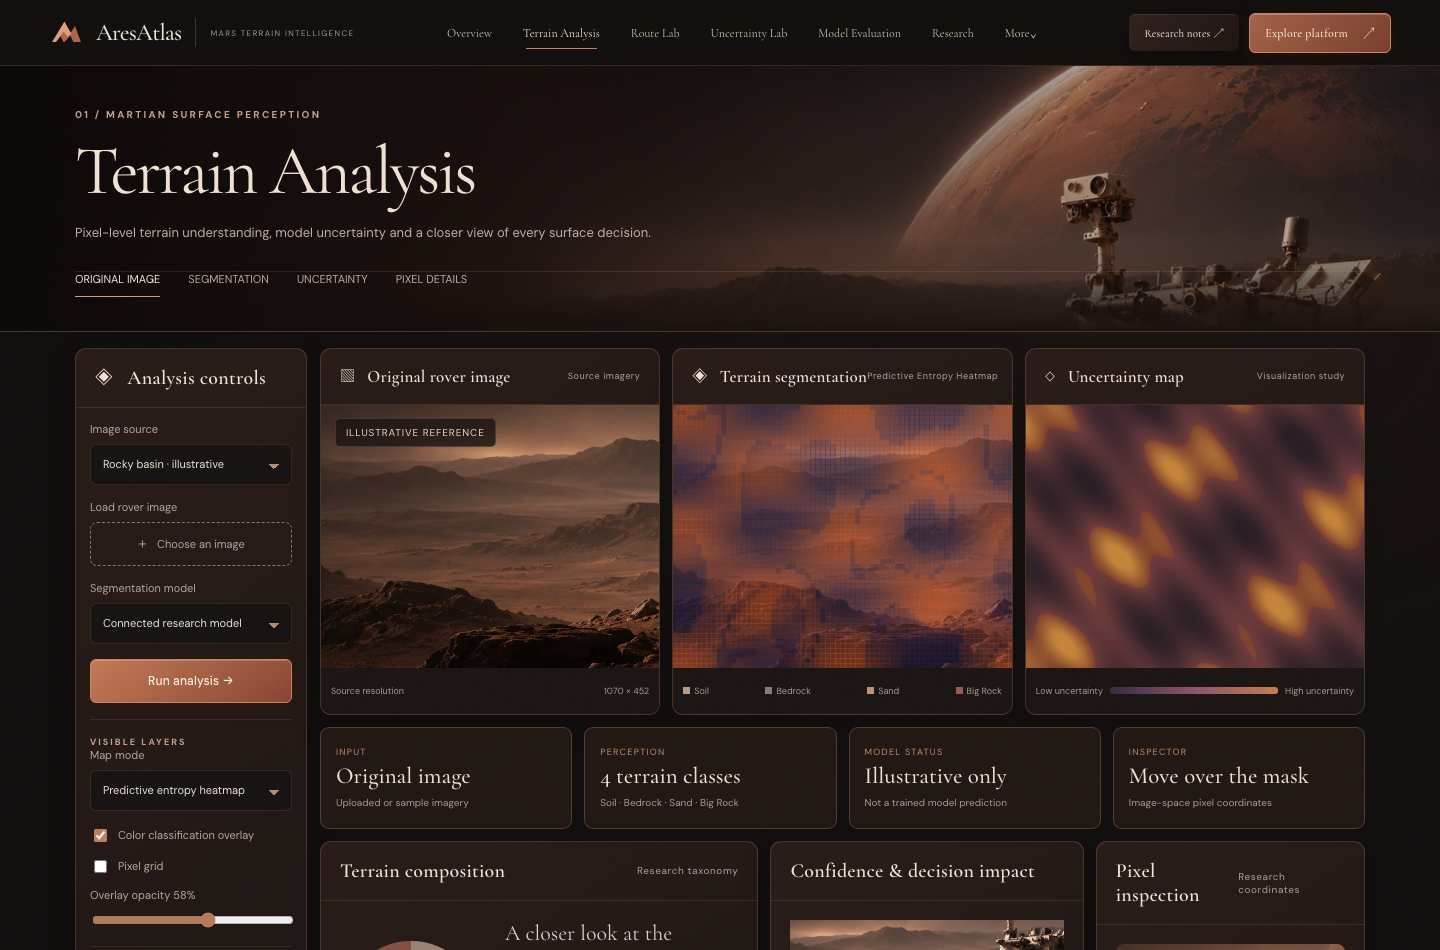 AresAtlas
MARS TERRAIN INTELLIGENCE
Overview
Terrain Analysis
Route Lab
Uncertainty Lab
Model Evaluation
Research
More
Research notes ↗
Explore platform ↗
01 / MARTIAN SURFACE PERCEPTION
Terrain Analysis
Pixel-level terrain understanding, model uncertainty and a closer view of every surface decision.
ORIGINAL IMAGE
SEGMENTATION
UNCERTAINTY
PIXEL DETAILS
Analysis controls
Image source
Rocky basin · illustrative
Load rover image
+ Choose an image
Segmentation model
Connected research model
Run analysis →
VISIBLE LAYERS
Map mode
Predictive entropy heatmap
Color classification overlay
Pixel grid
Overlay opacity 58%
Original rover image
Source imagery
ILLUSTRATIVE REFERENCE
Source resolution
1070 × 452
Terrain segmentation
Predictive Entropy Heatmap
Soil
Bedrock
Sand
Big Rock
Uncertainty map
Visualization study
Low uncertainty
High uncertainty
INPUT
Original image
Uploaded or sample imagery
PERCEPTION
4 terrain classes
Soil · Bedrock · Sand · Big Rock
MODEL STATUS
Illustrative only
Not a trained model prediction
INSPECTOR
Move over the mask
Image-space pixel coordinates
Terrain composition
Research taxonomy
A closer look at the
Confidence & decision impact
Pixel
inspection
Research
coordinates